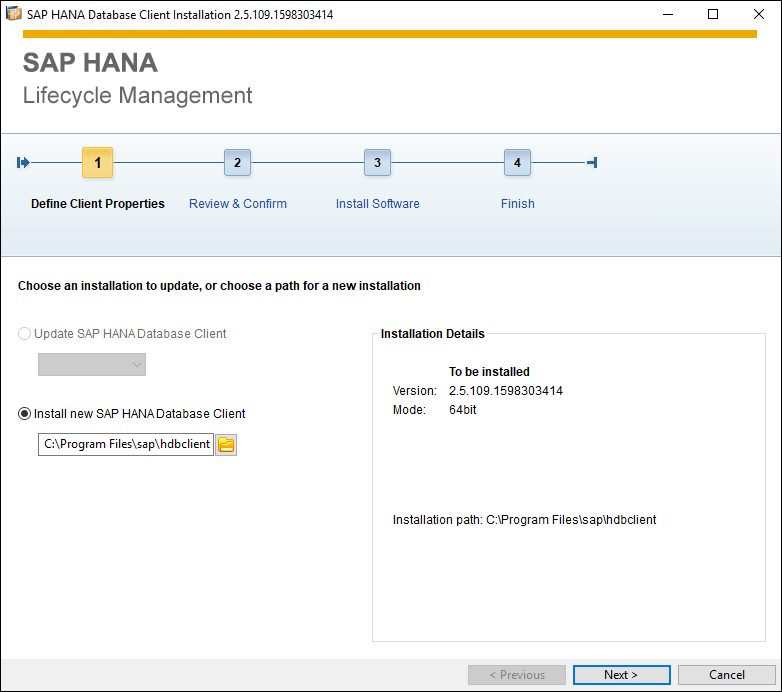 SAP HANA Database Client Installation 2.5.109.1598303414
SAP HANA
Lifecycle Management
1 2 3 4
Define Client Properties Review & Confirm Install Software Finish
Choose an installation to update, or choose a path for a new installation
Update SAP HANA Database Client
Install new SAP HANA Database Client
C:\Program Files\sap\hdbclient
Installation Details
To be installed
Version: 2.5.109.1598303414
Mode: 64bit
Installation path: C:\Program Files\sap\hdbclient
< Previous Next > Cancel